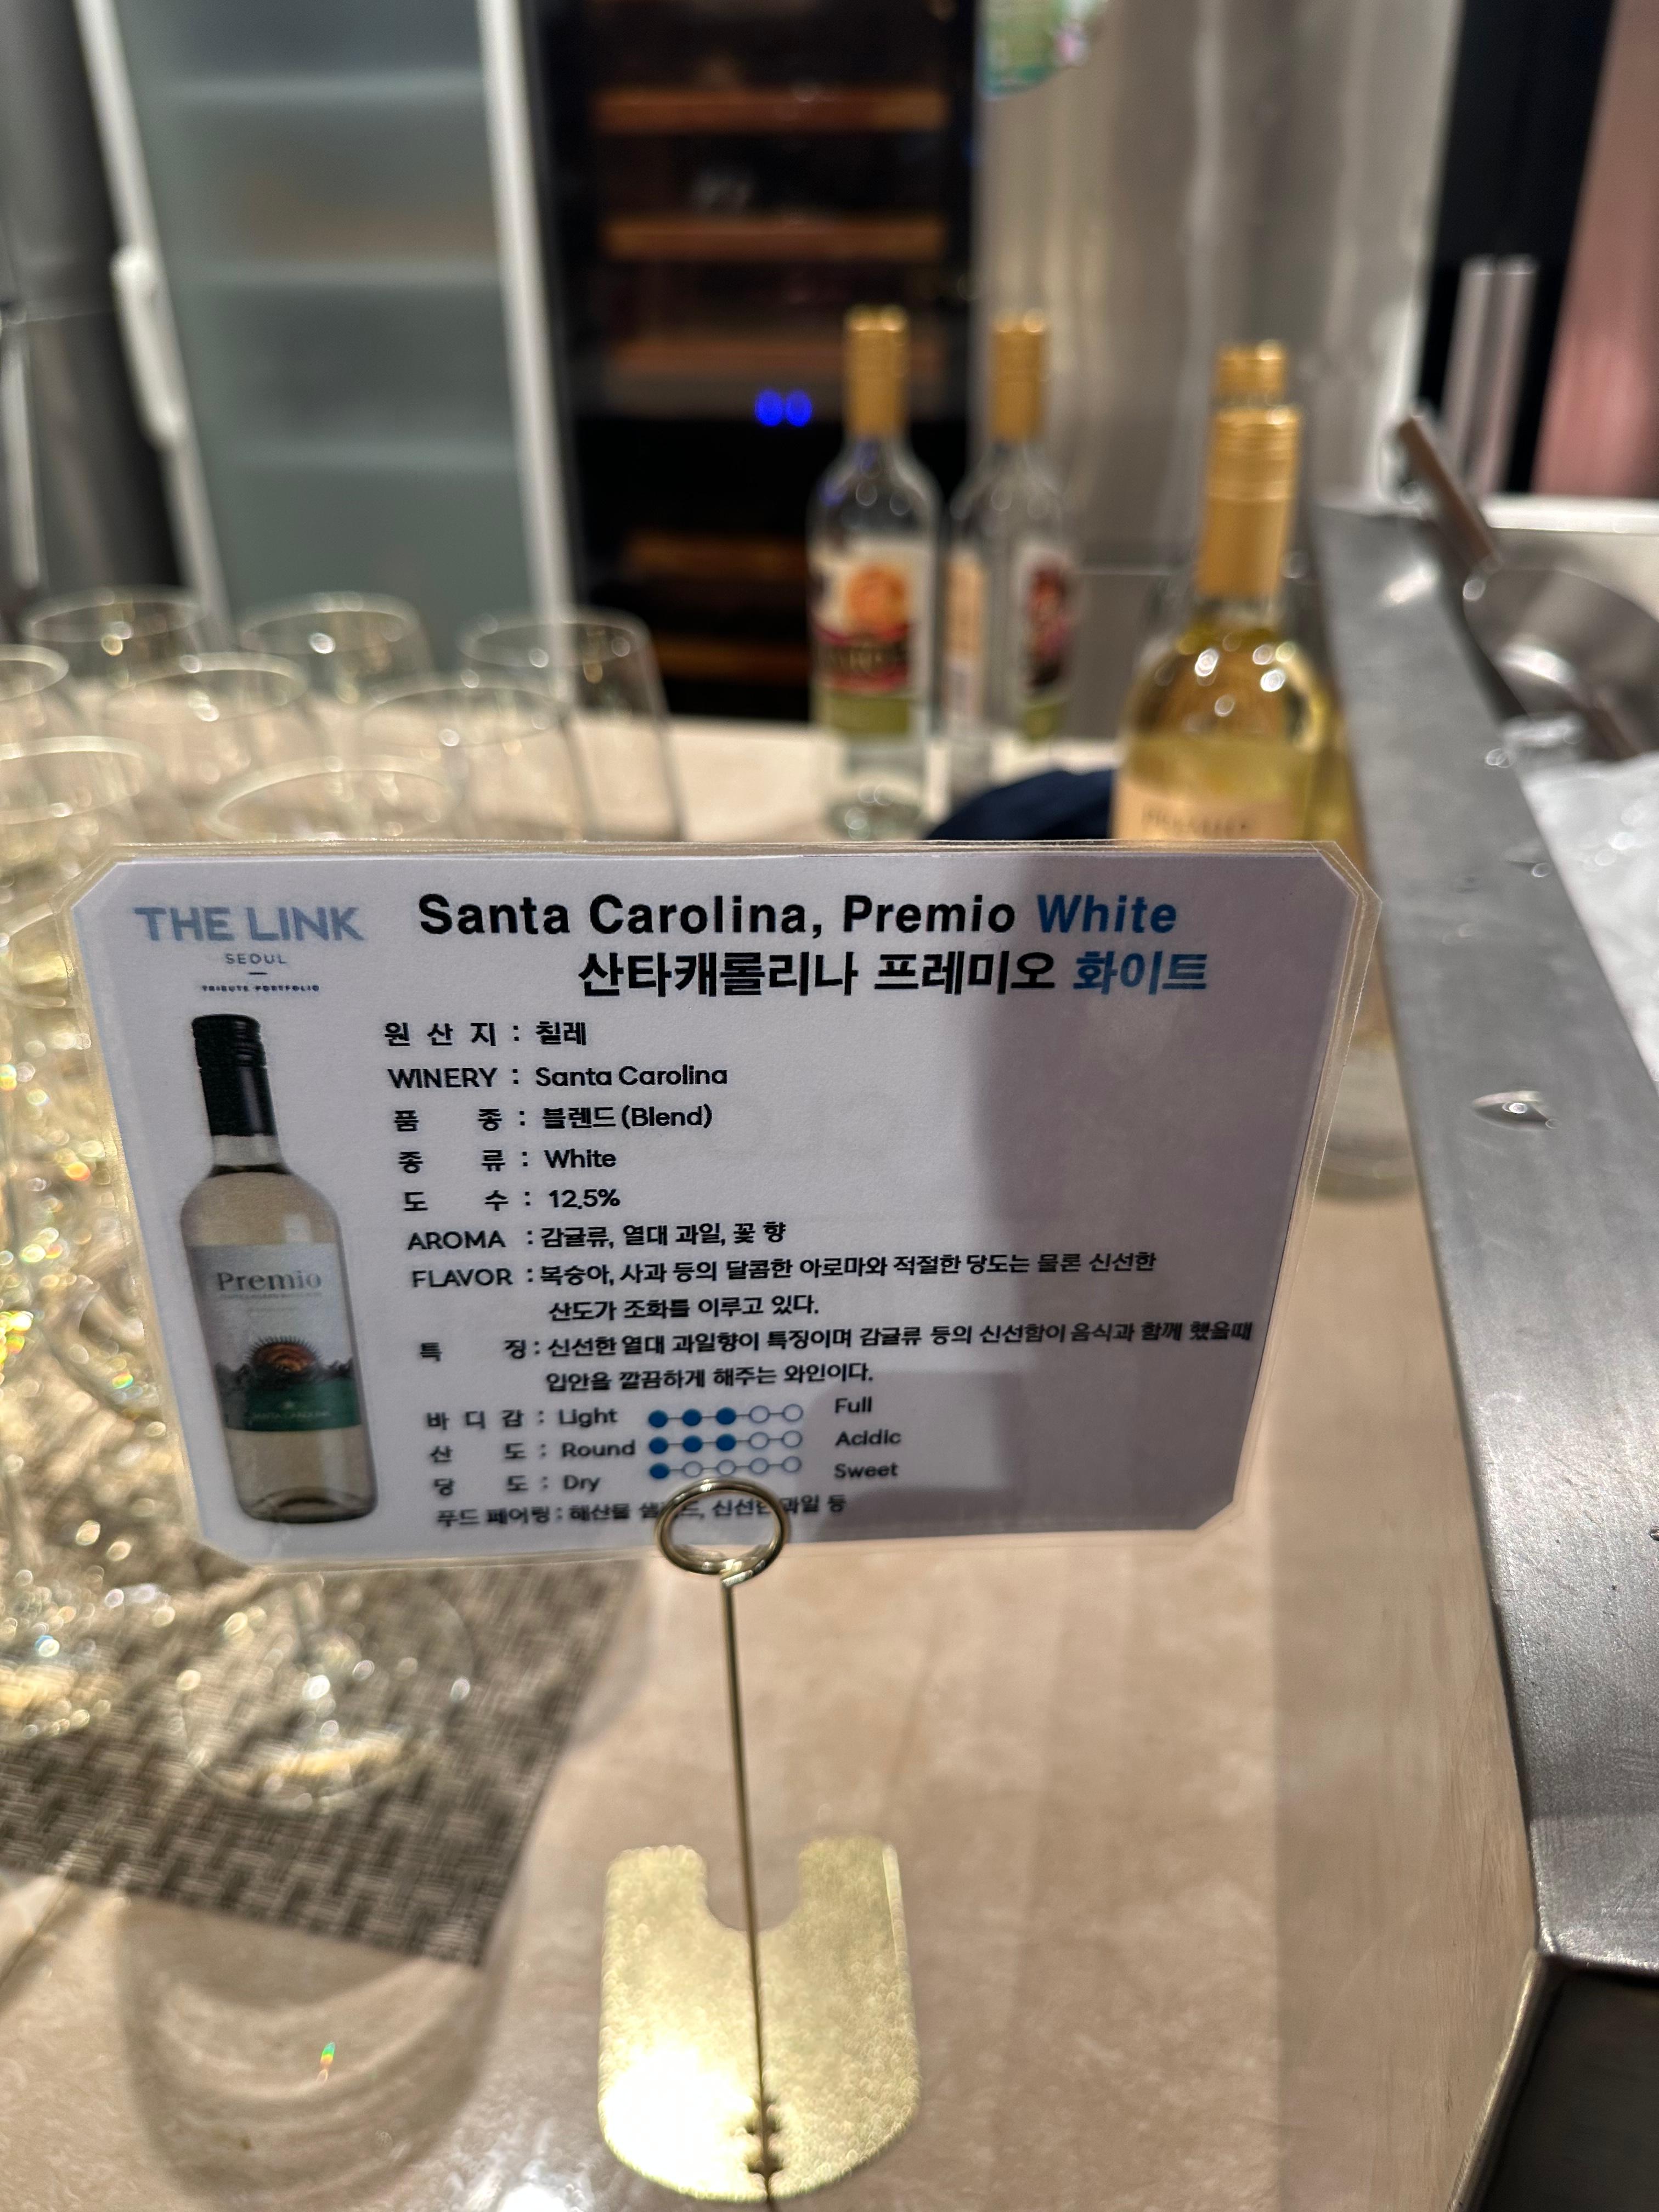 THE LINK
SEOUL
TRIBUTE PORTFOLIO
Santa Carolina, Premio White
산타캐롤리나 프레미오 화이트
원 산 지 : 칠레
WINERY : Santa Carolina
품 종 : 블렌드 (Blend)
종 류 : White
도 수 : 12.5%
AROMA : 감귤류, 열대 과일, 꽃 향
FLAVOR : 복숭아, 사과 등의 달콤한 아로마와 적절한 당도는 물론 신선한
산도가 조화를 이루고 있다.
특 징 : 신선한 열대 과일향이 특징이며 감귤류 등의 신선함이 음식과 함께 했을때
입안을 깔끔하게 해주는 와인이다.
바 디 감 : Light Full
산 도 : Round Acidic
당 도 : Dry Sweet
푸드 페어링 : 해산물 과일 등
Premio
SANTA CAROLINA
PREMIO